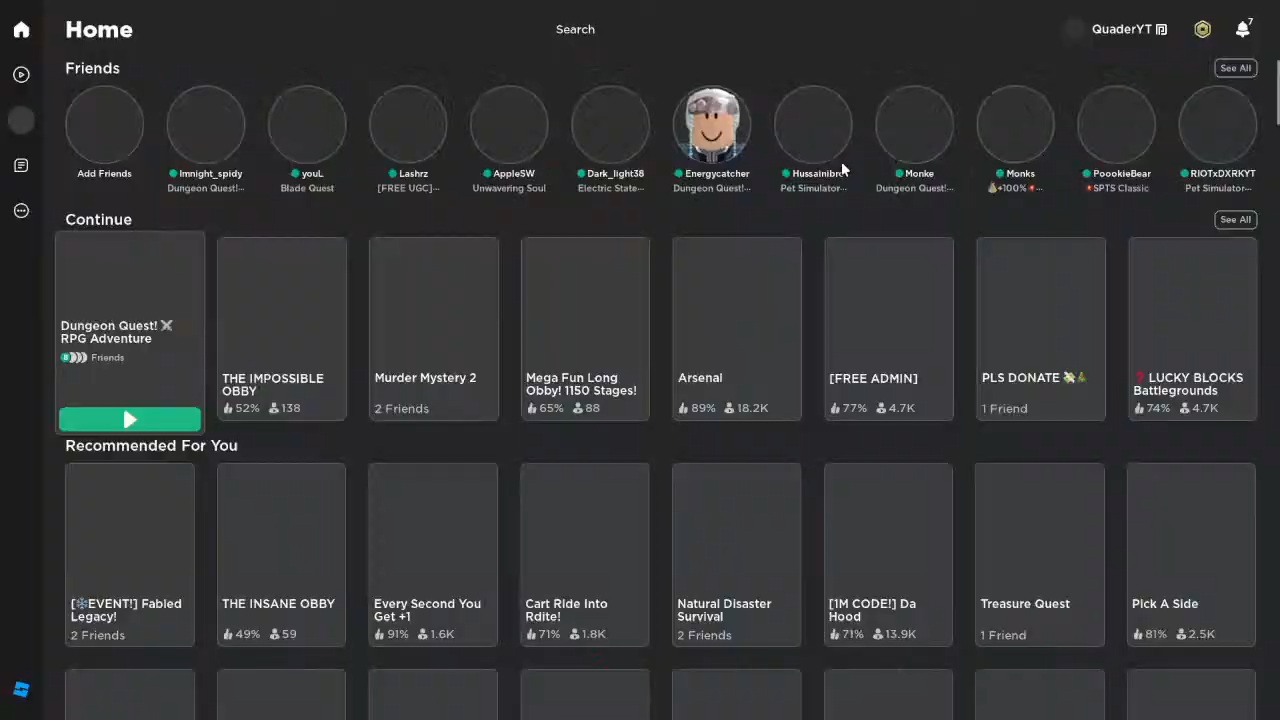 Home
Search
QuaderYT
7
Friends
See All
Add Friends
Imnight_spidy
youL
Lashrz
AppleSW
Dark_light38
Energycatcher
Hussainibr
Monke
Monks
PoookieBear
RIOTxDXRKYT
Dungeon Quest!...
Blade Quest
[FREE UGC]...
Unwavering Soul
Electric State...
Dungeon Quest!...
Pet Simulator...
Dungeon Quest!...
💰+100%💥...
💥SPTS Classic
Pet Simulator...
Continue
See All
Dungeon Quest! ⚔️
RPG Adventure
Friends
THE IMPOSSIBLE
OBBY
52% 138
Murder Mystery 2
2 Friends
Mega Fun Long
Obby! 1150 Stages!
65% 88
Arsenal
89% 18.2K
[FREE ADMIN]
77% 4.7K
PLS DONATE 💸🎄
1 Friend
❓ LUCKY BLOCKS
Battlegrounds
74% 4.7K
Recommended For You
[❄️EVENT!] Fabled
Legacy!
2 Friends
THE INSANE OBBY
49% 59
Every Second You
Get +1
91% 1.6K
Cart Ride Into
Rdite!
71% 1.8K
Natural Disaster
Survival
2 Friends
[1M CODE!] Da
Hood
71% 13.9K
Treasure Quest
1 Friend
Pick A Side
81% 2.5K